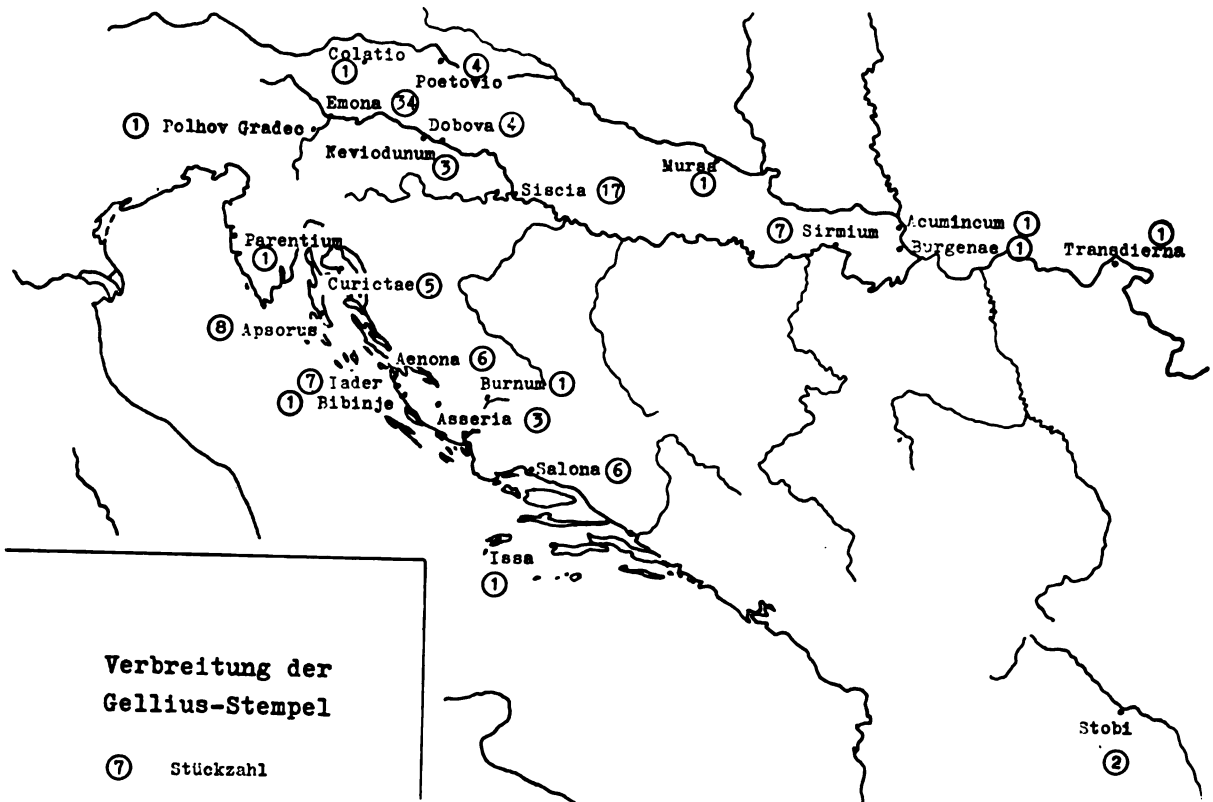 Colatio
1
4
Poetovio
Emona 34
1 Polhov Gradec
Dobova 4
Neviodunum
3
Mursa
1
Siscia 17
7 Sirmium
Acumincum 1
Burgenae 1
1
Transdierna
Parentium
1
Curictae 5
8 Apsorus
Aenona 6
7 Iader
1 Bibinje
Burnum 1
Asseria 3
Salona 6
Issa
1
Stobi
2
Verbreitung der
Gellius-Stempel
7 Stückzahl